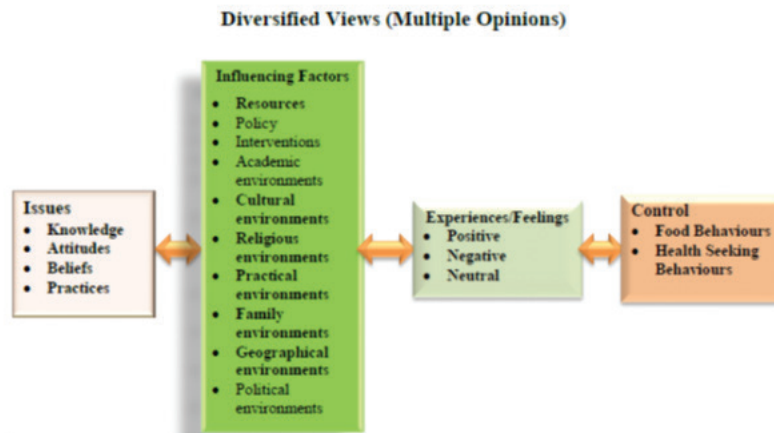 Diversified Views (Multiple Opinions)
Issues
• Knowledge
• Attitudes
• Beliefs
• Practices
Influencing Factors
• Resources
• Policy
• Interventions
• Academic
environments
• Cultural
environments
• Religious
environments
• Practical
environments
• Family
environments
• Geographical
environments
• Political
environments
Experiences/Feelings
• Positive
• Negative
• Neutral
Control
• Food Behaviours
• Health Seeking
Behaviours